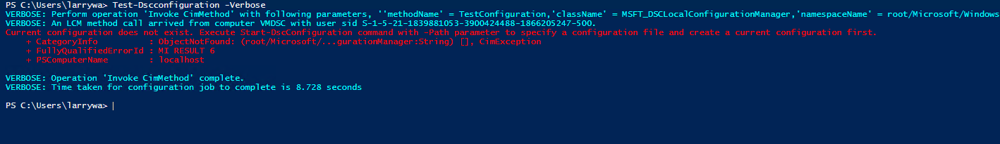 PS C:\Users\larrywa> Test-Dscconfiguration -Verbose
VERBOSE: Perform operation 'Invoke CimMethod' with following parameters, ''methodName' = TestConfiguration,'className' = MSFT_DSCLocalConfigurationManager,'namespaceName' = root/Microsoft/Windows
VERBOSE: An LCM method call arrived from computer VMDSC with user sid S-1-5-21-1839881053-3900424488-1866205247-500.
Current configuration does not exist. Execute Start-DscConfiguration command with -Path parameter to specify a configuration file and create a current configuration first.
+ CategoryInfo : ObjectNotFound: (root/Microsoft/...gurationManager:String) [], CimException
+ FullyQualifiedErrorId : MI RESULT 6
+ PSComputerName : localhost
VERBOSE: Operation 'Invoke CimMethod' complete.
VERBOSE: Time taken for configuration job to complete is 8.728 seconds
PS C:\Users\larrywa>